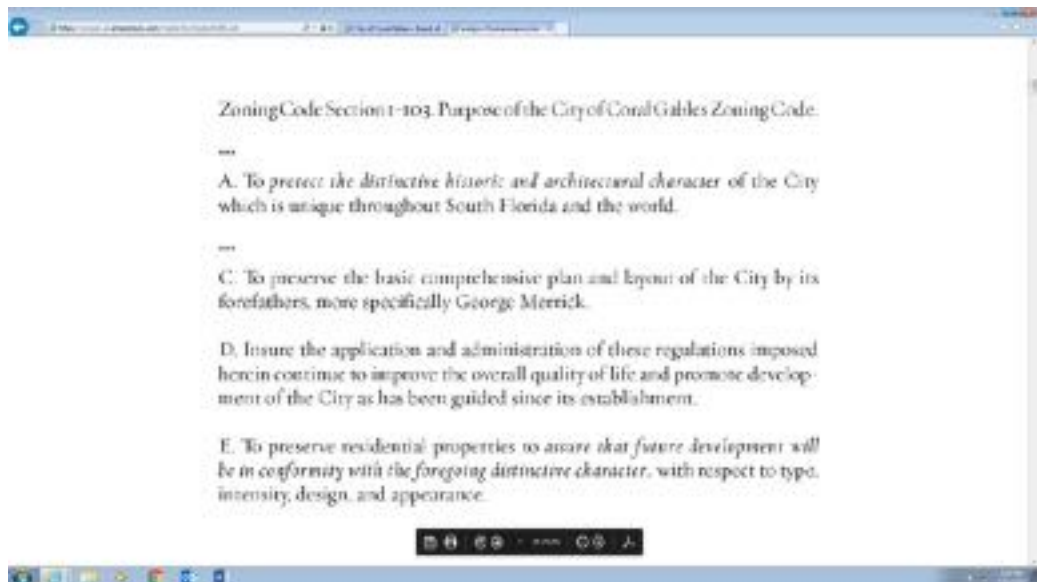 Zoning Code Section 1-103. Purpose of the City of Coral Gables Zoning Code.
***
A. To protect the distinctive historic and architectural character of the City
which is unique throughout South Florida and the world.
***
C. To preserve the basic comprehensive plan and layout of the City by its
forefathers, more specifically George Merrick.
D. Insure the application and administration of these regulations imposed
herein continue to improve the overall quality of life and promote develop-
ment of the City as has been guided since its establishment.
E. To preserve residential properties to assure that future development will
be in conformity with the foregoing distinctive character, with respect to type,
intensity, design, and appearance.